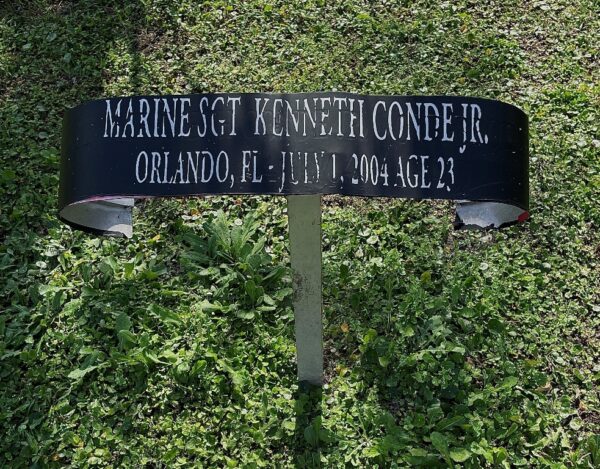 MARINE SGT KENNETH CONDE JR.
ORLANDO, FL - JULY 1, 2004 AGE 23